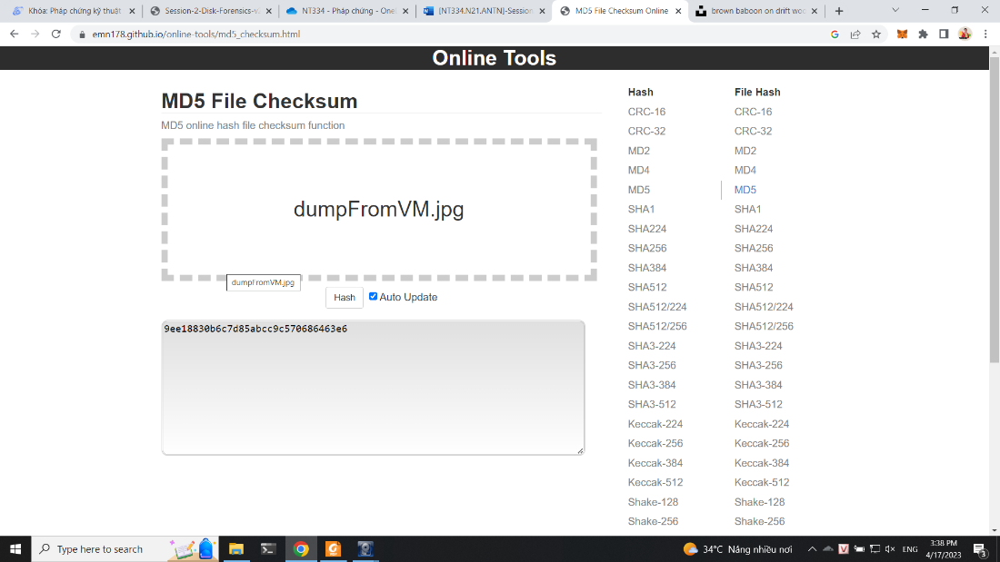 Khóa: Pháp chứng kỹ thuật
Session-2-Disk-Forensics-v
NT334 - Pháp chứng - One
[NT334.N21.ANTN]-Session
MD5 File Checksum Online
brown baboon on drift woo
emn178.github.io/online-tools/md5_checksum.html
Online Tools
MD5 File Checksum
MD5 online hash file checksum function
dumpFromVM.jpg
dumpFromVM.jpg
Hash
Auto Update
9ee18830b6c7d85abcc9c570686463e6
Hash
CRC-16
CRC-32
MD2
MD4
MD5
SHA1
SHA224
SHA256
SHA384
SHA512
SHA512/224
SHA512/256
SHA3-224
SHA3-256
SHA3-384
SHA3-512
Keccak-224
Keccak-256
Keccak-384
Keccak-512
Shake-128
Shake-256
File Hash
CRC-16
CRC-32
MD2
MD4
MD5
SHA1
SHA224
SHA256
SHA384
SHA512
SHA512/224
SHA512/256
SHA3-224
SHA3-256
SHA3-384
SHA3-512
Keccak-224
Keccak-256
Keccak-384
Keccak-512
Shake-128
Shake-256
Type here to search
34°C Nắng nhiều nơi
ENG
3:38 PM
4/17/2023
3